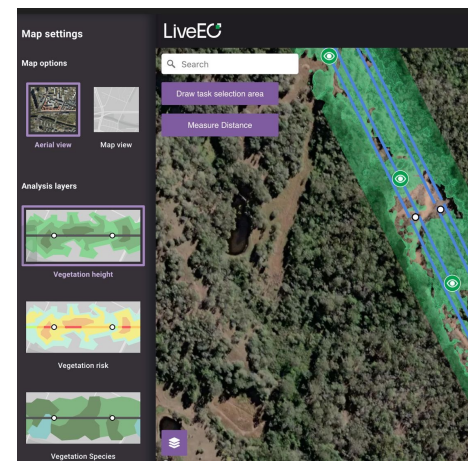 Map settings
LiveEO
Map options
Search
Draw task selection area
Measure Distance
Aerial view
Map view
Analysis layers
Vegetation height
Vegetation risk
Vegetation Species